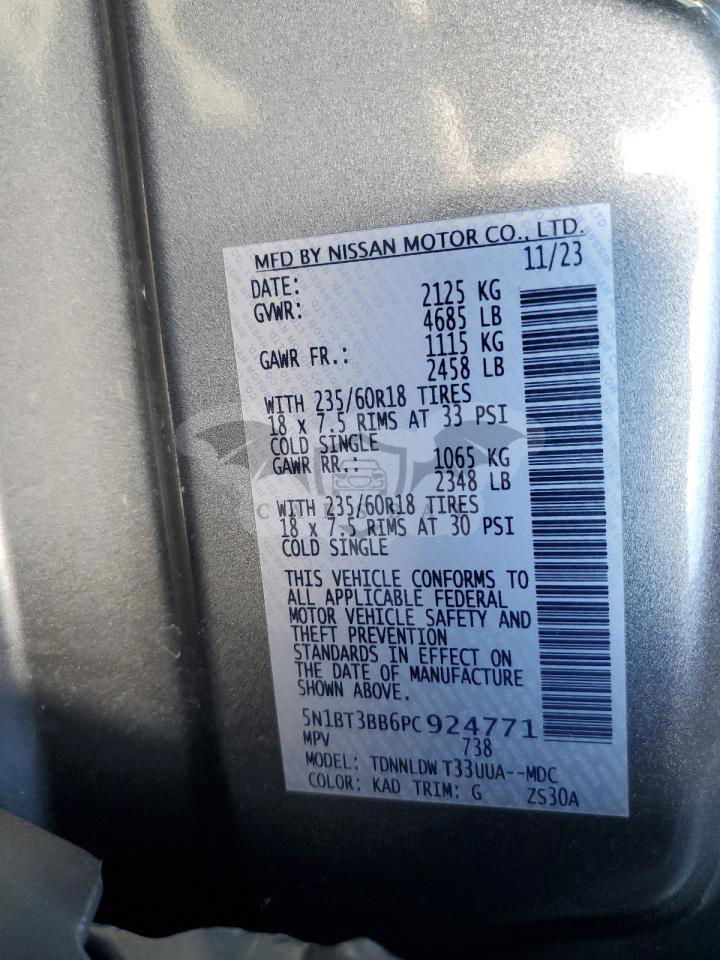 MFD BY NISSAN MOTOR CO., LTD.
DATE: 11/23
GVWR: 2125 KG
4685 LB
GAWR FR.: 1115 KG
2458 LB
WITH 235/60R18 TIRES
18 x 7.5 RIMS AT 33 PSI
COLD SINGLE
GAWR RR.: 1065 KG
2348 LB
WITH 235/60R18 TIRES
18 x 7.5 RIMS AT 30 PSI
COLD SINGLE
THIS VEHICLE CONFORMS TO
ALL APPLICABLE FEDERAL
MOTOR VEHICLE SAFETY AND
THEFT PREVENTION
STANDARDS IN EFFECT ON
THE DATE OF MANUFACTURE
SHOWN ABOVE.
5N1BT3BB6PC924771
MPV 738
MODEL: TDNNLDW T33UUA--MDC
COLOR: KAD TRIM: G ZS30A